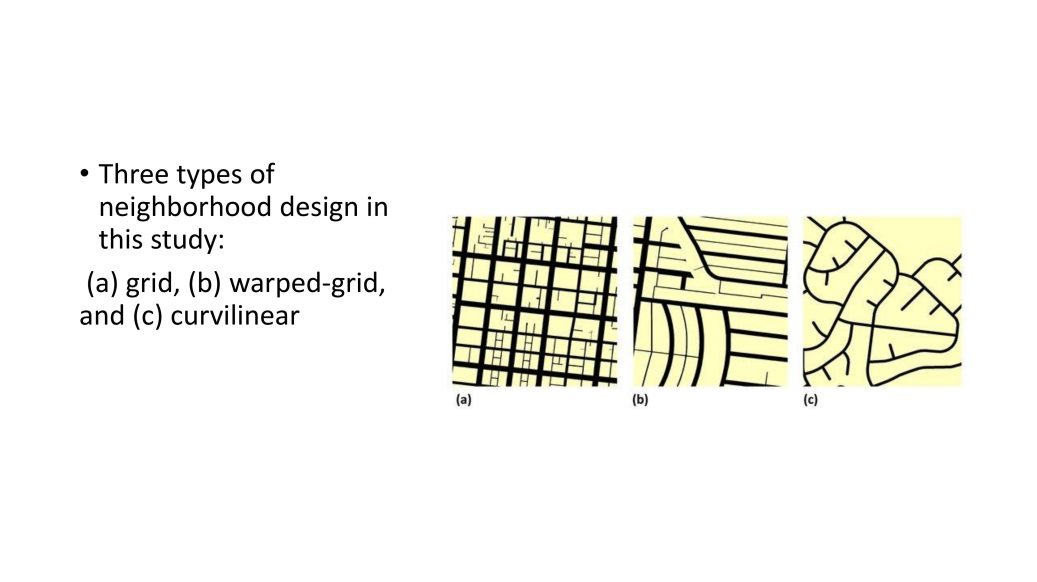 • Three types of
neighborhood design in
this study:
(a) grid, (b) warped-grid,
and (c) curvilinear
(a)
(b)
(c)